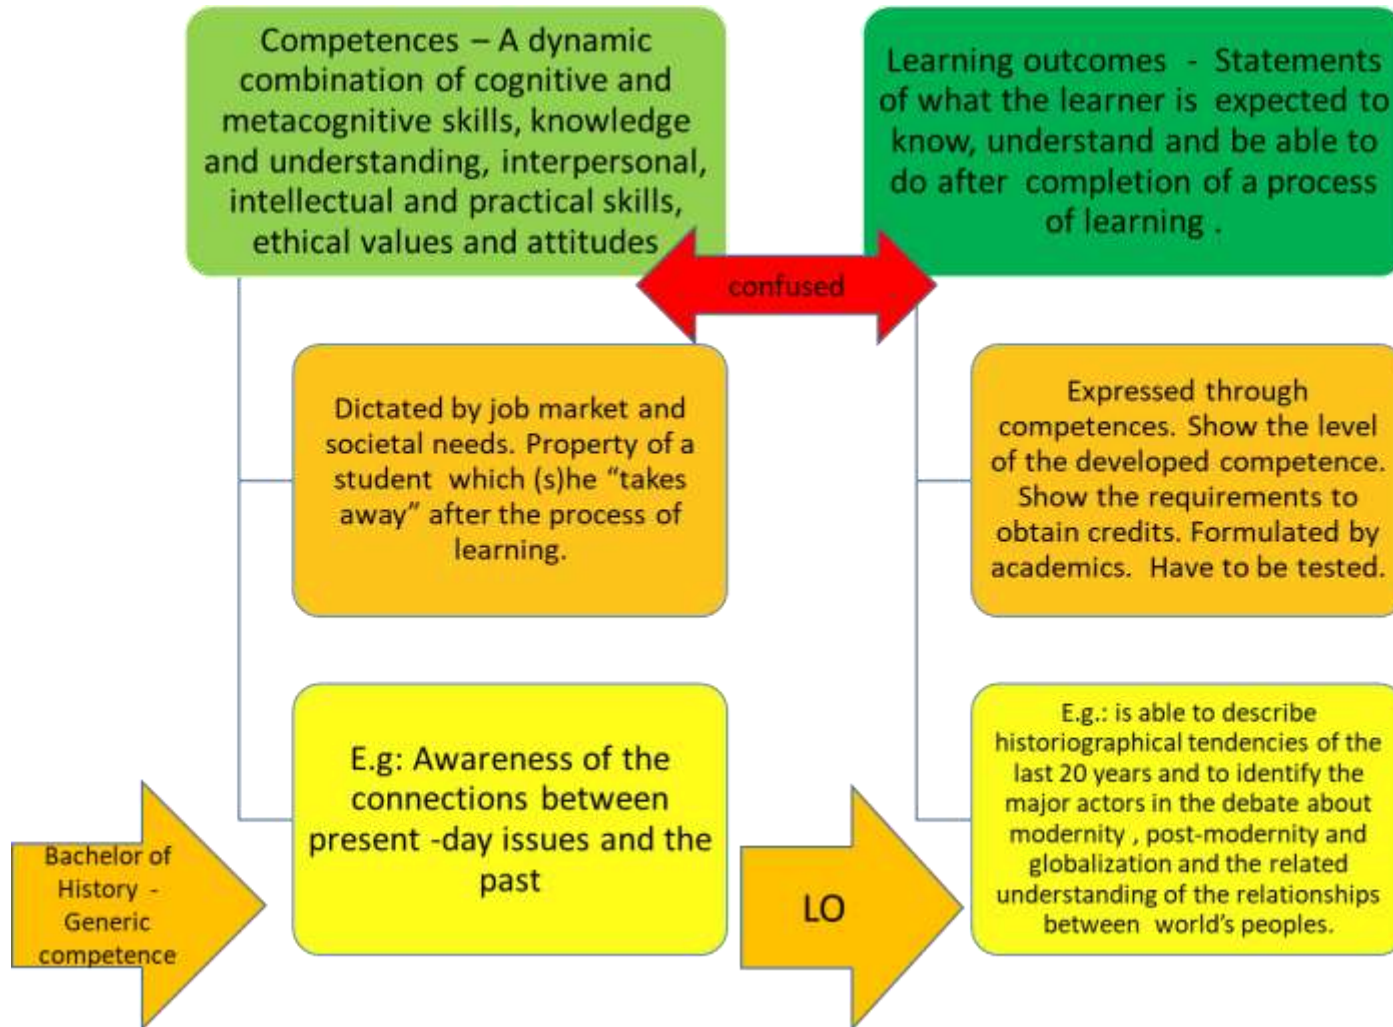 Competences – A dynamic
combination of cognitive and
metacognitive skills, knowledge
and understanding, interpersonal,
intellectual and practical skills,
ethical values and attitudes
Learning outcomes - Statements
of what the learner is expected to
know, understand and be able to
do after completion of a process
of learning .
confused
Dictated by job market and
societal needs. Property of a
student which (s)he “takes
away” after the process of
learning.
Expressed through
competences. Show the level
of the developed competence.
Show the requirements to
obtain credits. Formulated by
academics. Have to be tested.
Bachelor of
History -
Generic
competence
E.g: Awareness of the
connections between
present -day issues and the
past
LO
E.g.: is able to describe
historiographical tendencies of the
last 20 years and to identify the
major actors in the debate about
modernity , post-modernity and
globalization and the related
understanding of the relationships
between world’s peoples.